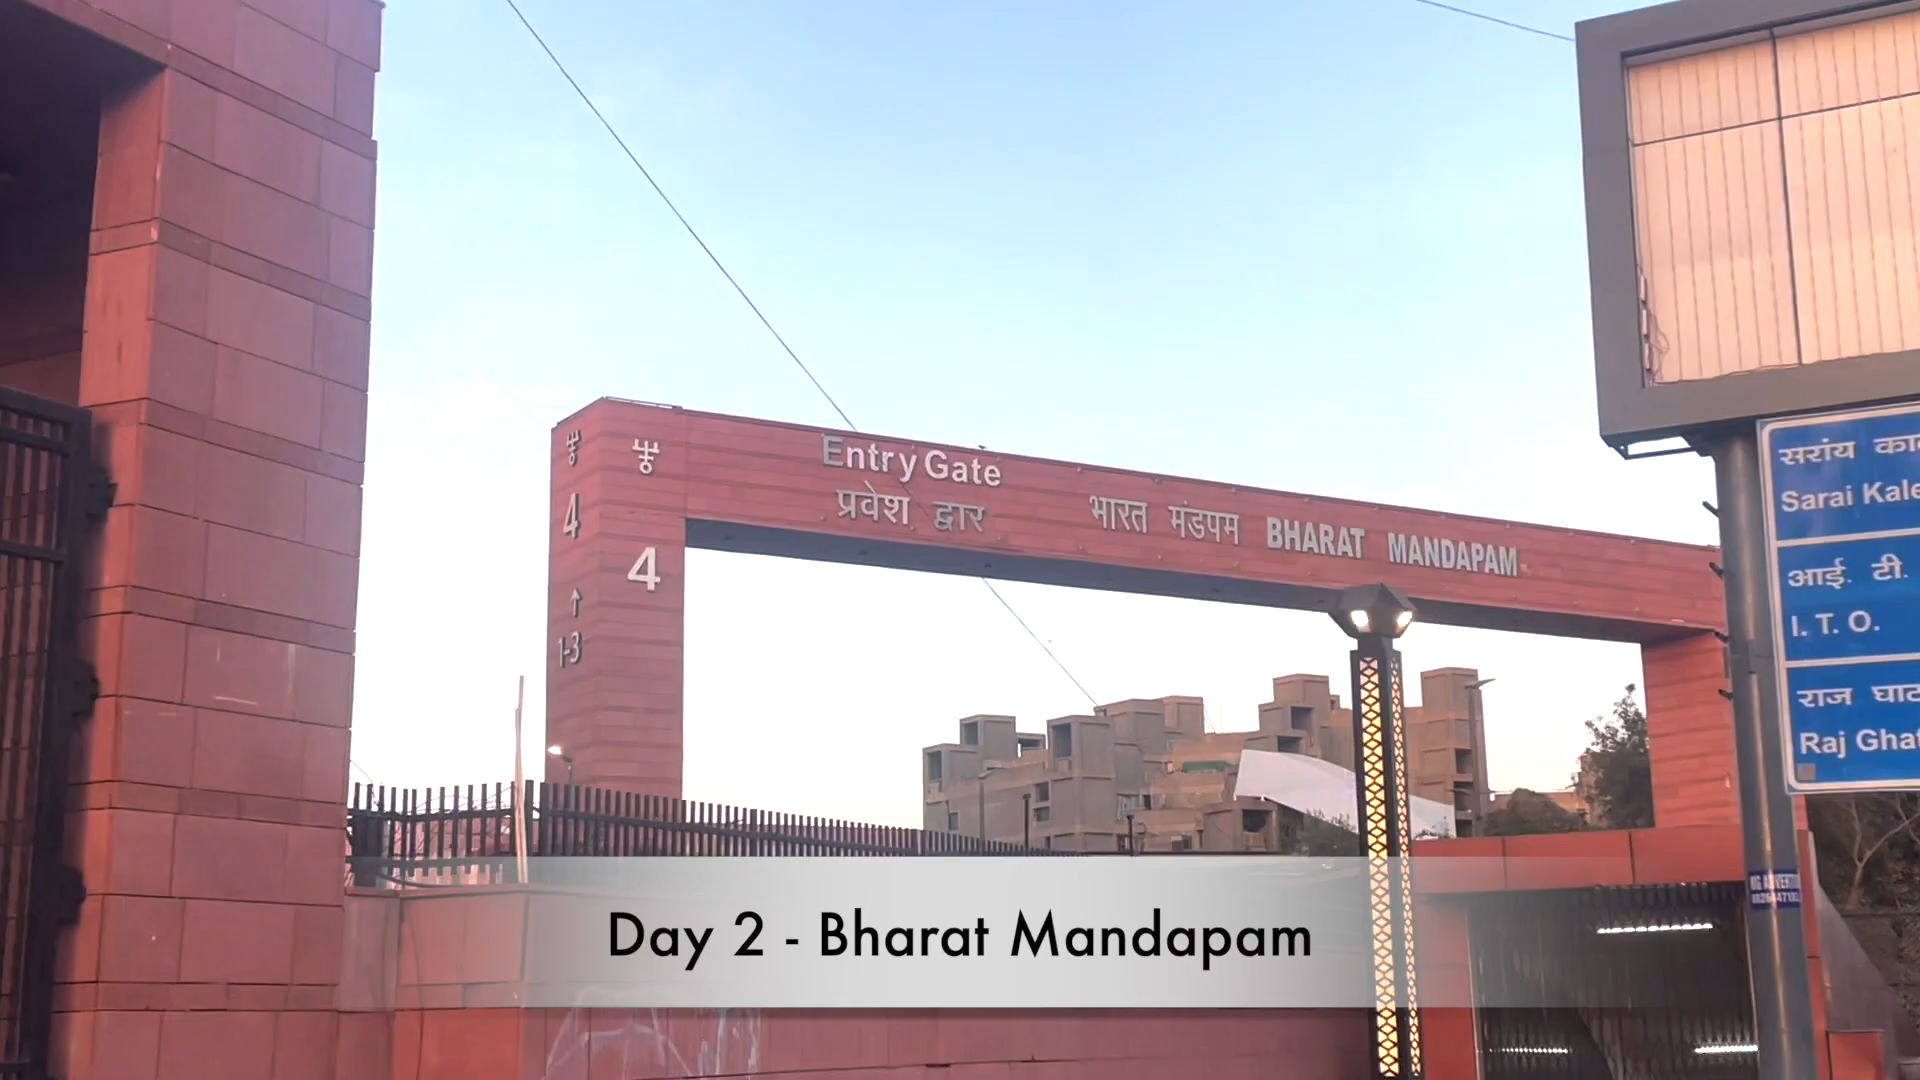 Entry Gate
प्रवेश द्वार
भारत मंडपम BHARAT MANDAPAM
4
4
1-3
सरांय
Sarai
आई. टी.
I. T. O.
राज घाट
Raj Ghat
Day 2 - Bharat Mandapam